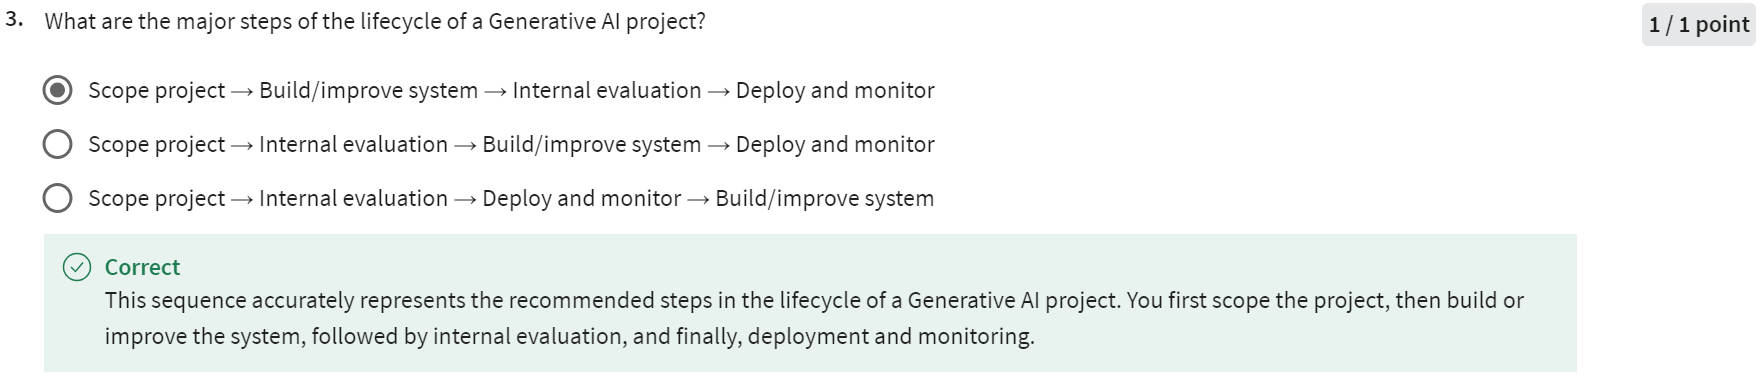 3. What are the major steps of the lifecycle of a Generative AI project?
1 / 1 point
Scope project → Build/improve system → Internal evaluation → Deploy and monitor
Scope project → Internal evaluation → Build/improve system → Deploy and monitor
Scope project → Internal evaluation → Deploy and monitor → Build/improve system
Correct
This sequence accurately represents the recommended steps in the lifecycle of a Generative AI project. You first scope the project, then build or
improve the system, followed by internal evaluation, and finally, deployment and monitoring.